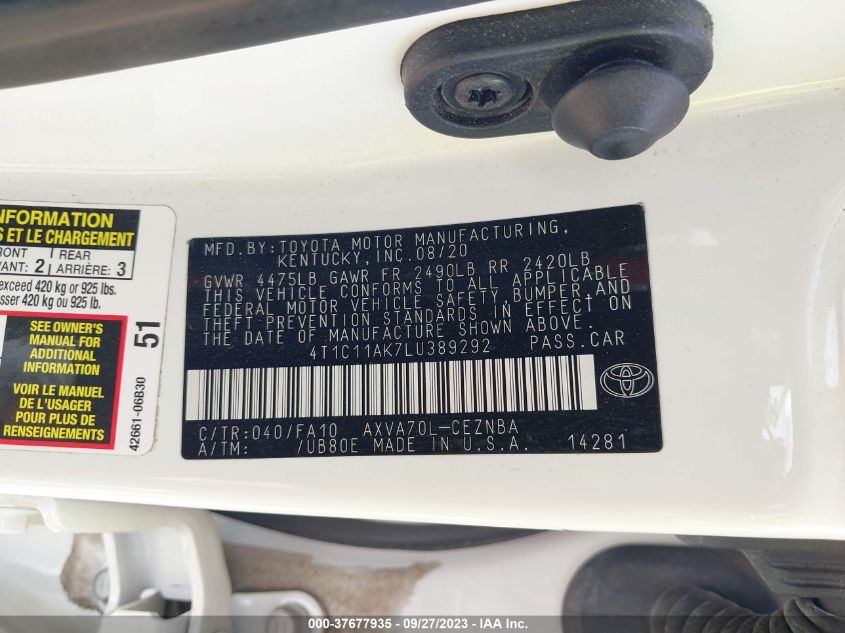 NFORMATION
S ET LE CHARGEMENT
RONT
VANT: 2
REAR
ARRIÈRE: 3
exceed 420 kg or 925 lbs.
sser 420 kg ou 925 lb.
SEE OWNER'S
MANUAL FOR
ADDITIONAL
INFORMATION
VOIR LE MANUEL
DE L'USAGER
POUR PLUS DE
RENSEIGNEMENTS
51
42661-06B30
MFD. BY: TOYOTA MOTOR MANUFACTURING,
KENTUCKY, INC. 08/20
GVWR 4475LB GAWR FR 2490LB RR 2420LB
THIS VEHICLE CONFORMS TO ALL APPLICABLE
FEDERAL MOTOR VEHICLE SAFETY, BUMPER, AND
THEFT PREVENTION STANDARDS IN EFFECT ON
THE DATE OF MANUFACTURE SHOWN ABOVE.
4T1C11AK7LU389292 PASS. CAR
C/TR: 040/FA10 AXVA70L-CEZNBA
A/TM: /UB80E MADE IN U.S.A. 14281
000-37677935 - 09/27/2023 - IAA Inc.